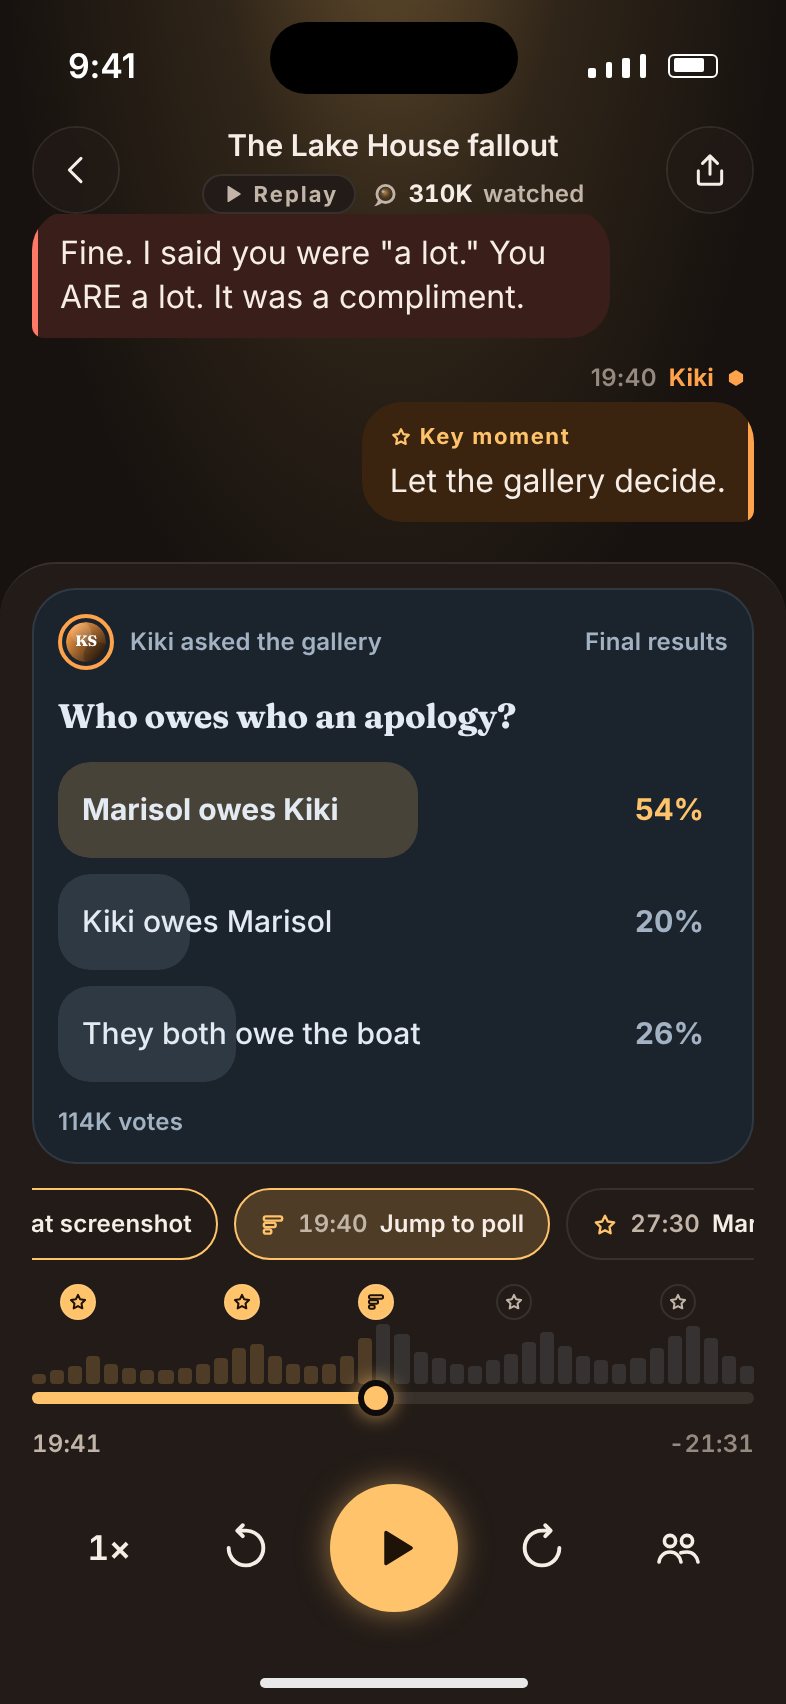 9:41
The Lake House fallout
Replay 310K watched
Fine. I said you were "a lot." You
ARE a lot. It was a compliment.
19:40 Kiki
Key moment
Let the gallery decide.
KS Kiki asked the gallery Final results
Who owes who an apology?
Marisol owes Kiki 54%
Kiki owes Marisol 20%
They both owe the boat 26%
114K votes
at screenshot 19:40 Jump to poll 27:30 Mar
19:41 -21:31
1×